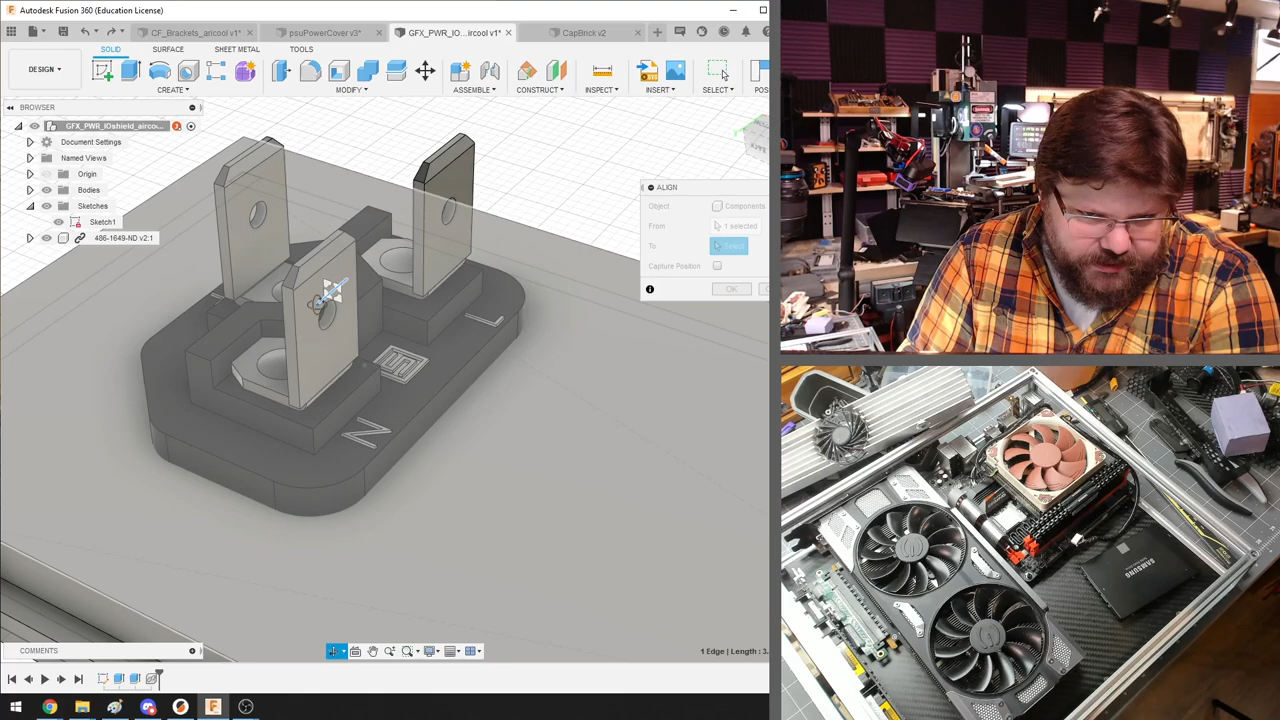 Autodesk Fusion 360 (Education License)
CF_Brackets_aricool v1*
psuPowerCover v3*
GFX_PWR_IO...ircool v1*
CapBrick v2
SOLID
SURFACE
SHEET METAL
TOOLS
DESIGN
CREATE
MODIFY
ASSEMBLE
CONSTRUCT
INSPECT
INSERT
SELECT
POS
BROWSER
GFX_PWR_IOshield_airco...
Document Settings
Named Views
Origin
Bodies
Sketches
Sketch1
486-1649-ND v2:1
ALIGN
Object
Components
From
1 selected
To
Select
Capture Position
OK
L
N
COMMENTS
1 Edge | Length : 3.
SAMSUNG